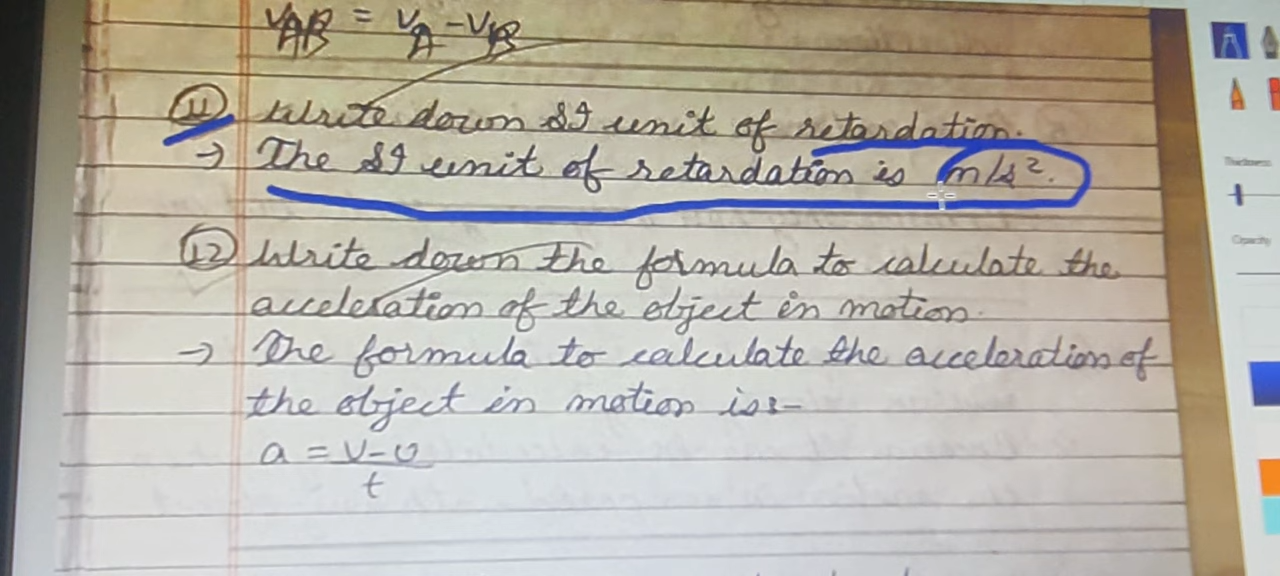 VAB = VA - VB
11 Write down SI unit of retardation.
→ The SI unit of retardation is m/s².
12 Write down the formula to calculate the
acceleration of the object in motion.
→ The formula to calculate the acceleration of
the object in motion is:-
a = v-u
t
Thickness
Opacity